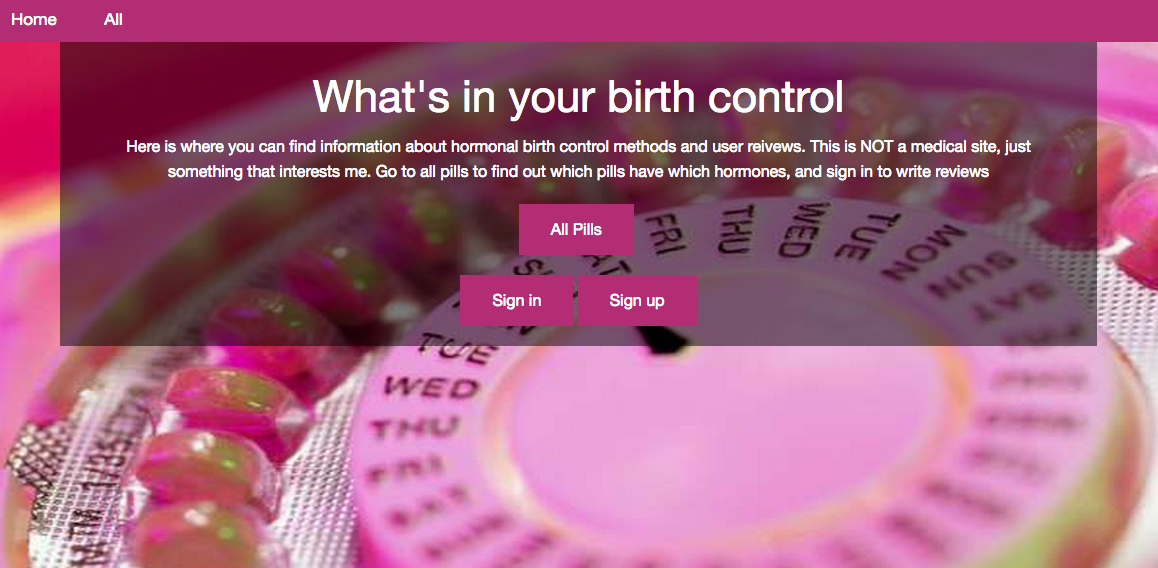 Home All
What's in your birth control
Here is where you can find information about hormonal birth control methods and user reivews. This is NOT a medical site, just
something that interests me. Go to all pills to find out which pills have which hormones, and sign in to write reviews
All Pills
FRI THU WED TUE MON SUN SAT
Sign in Sign up
TUE
WED
THU
FRI
SAT